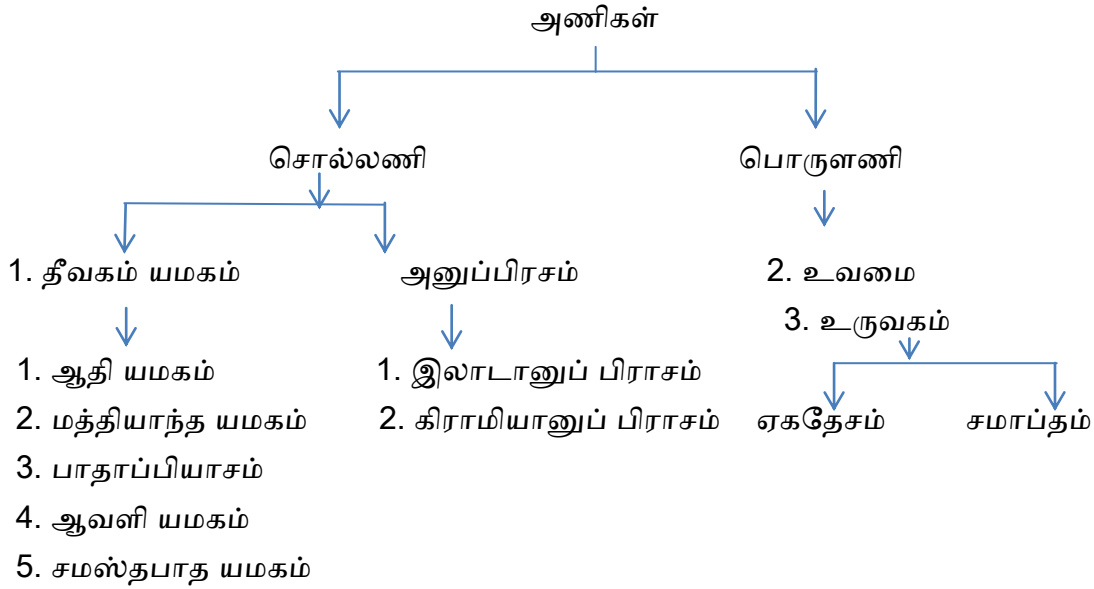 அணிகள்
சொல்லணி பொருளணி
1. தீவகம் யமகம் அனுப்பிரசம் 2. உவமை
3. உருவகம்
1. ஆதி யமகம் 1. இலாடானுப் பிராசம்
2. மத்தியாந்த யமகம் 2. கிராமியானுப் பிராசம் ஏகதேசம் சமாப்தம்
3. பாதாப்பியாசம்
4. ஆவளி யமகம்
5. சமஸ்தபாத யமகம்